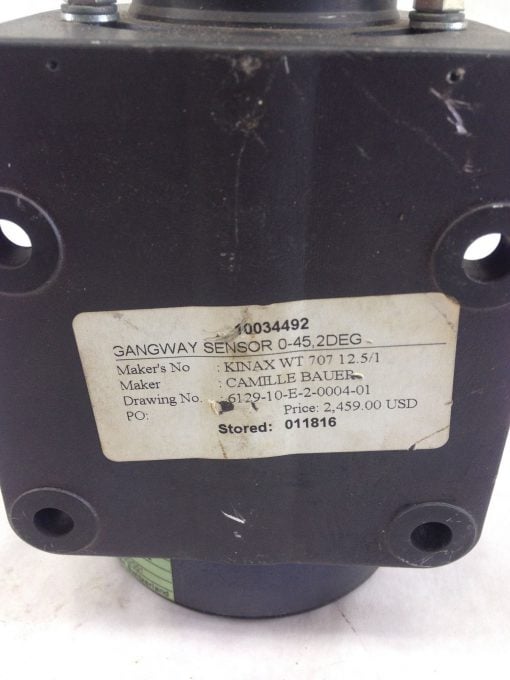 10034492
GANGWAY SENSOR 0-45,2DEG
Maker's No : KINAX WT 707 12.5/1
Maker : CAMILLE BAUER
Drawing No. : 6129-10-E-2-0004-01
PO: Price: 2,459.00 USD
Stored: 011816